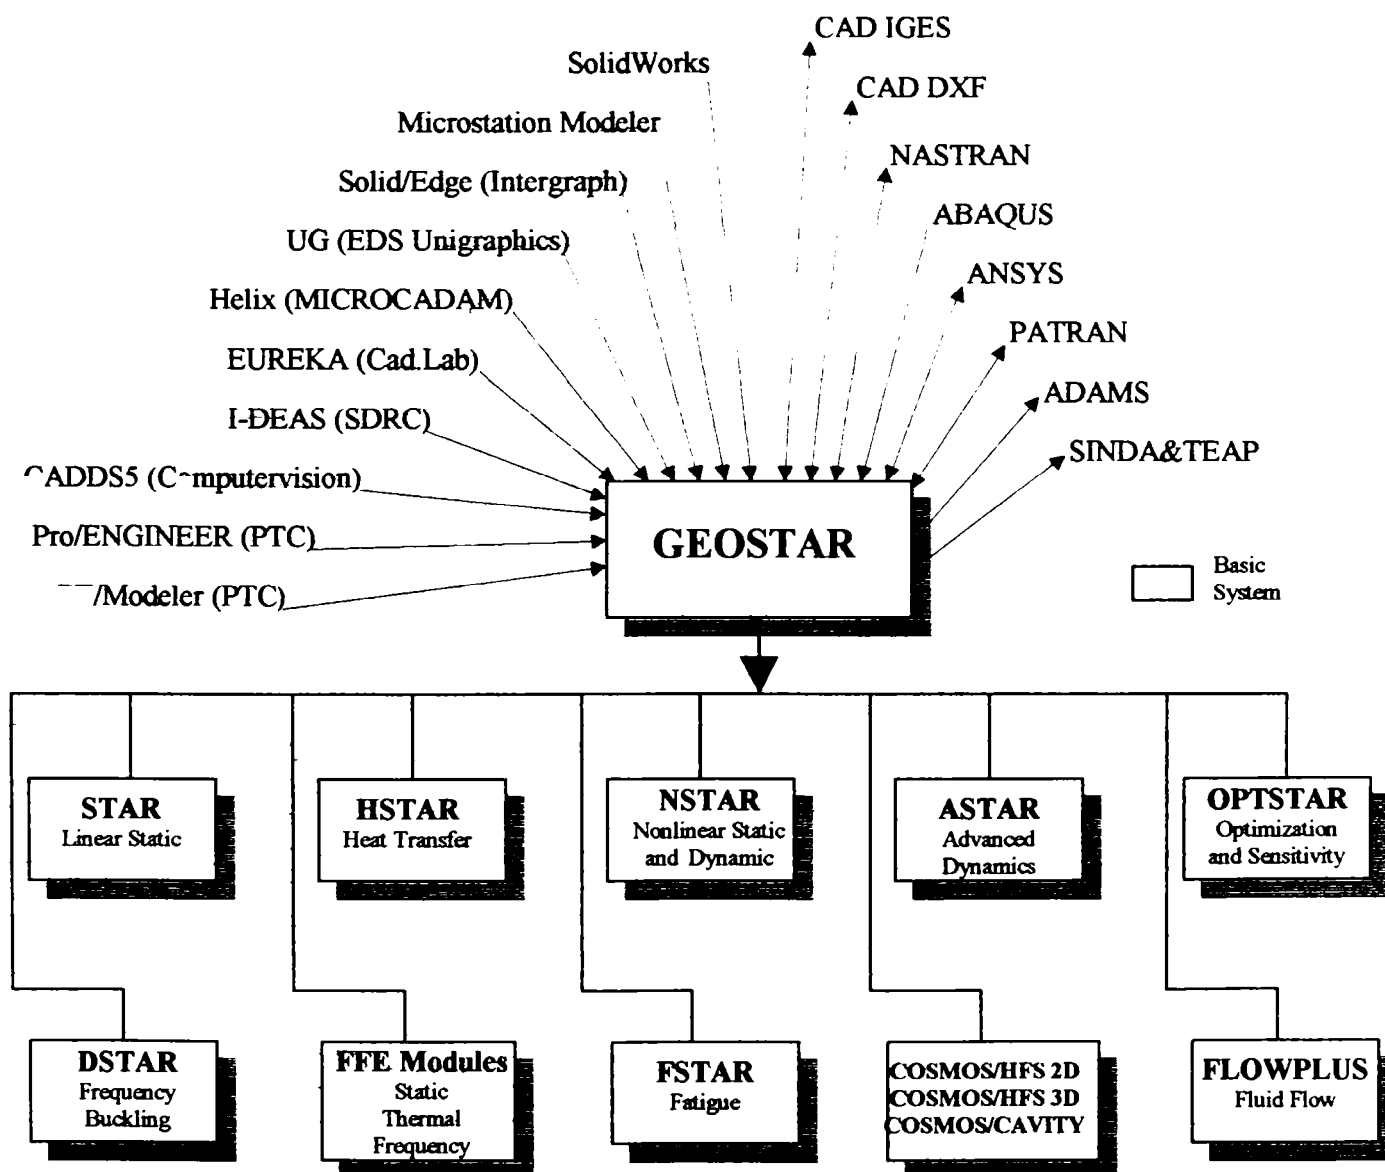 CAD IGES
SolidWorks
CAD DXF
Microstation Modeler
NASTRAN
Solid/Edge (Intergraph)
ABAQUS
UG (EDS Unigraphics)
ANSYS
Helix (MICROCADAM)
PATRAN
EUREKA (Cad.Lab)
ADAMS
I-DEAS (SDRC)
SINDA&TEAP
CADDS5 (Computervision)
GEOSTAR
Pro/ENGINEER (PTC)
Basic
System
/Modeler (PTC)
STAR
Linear Static
HSTAR
Heat Transfer
NSTAR
Nonlinear Static
and Dynamic
ASTAR
Advanced
Dynamics
OPTSTAR
Optimization
and Sensitivity
DSTAR
Frequency
Buckling
FFE Modules
Static
Thermal
Frequency
FSTAR
Fatigue
COSMOS/HFS 2D
COSMOS/HFS 3D
COSMOS/CAVITY
FLOWPLUS
Fluid Flow